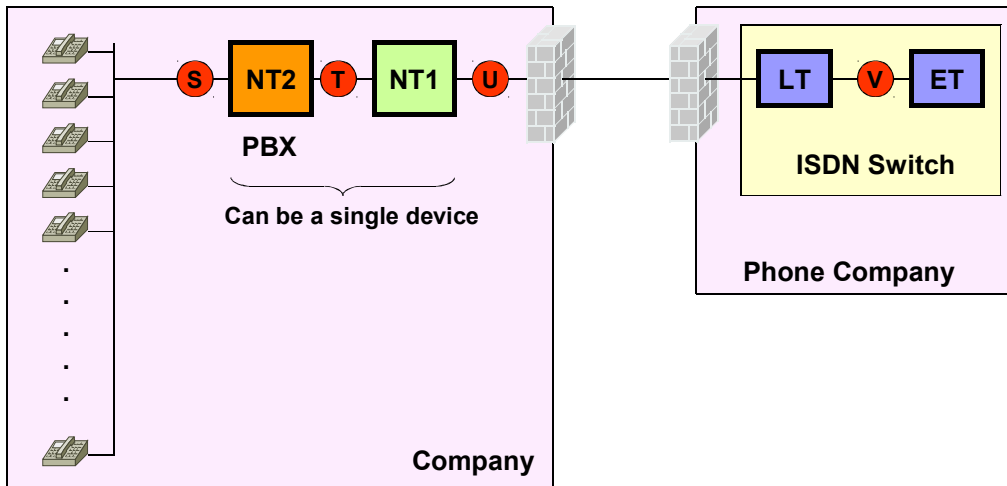 S
NT2
T
NT1
U
PBX
Can be a single device
Company
LT
V
ET
ISDN Switch
Phone Company